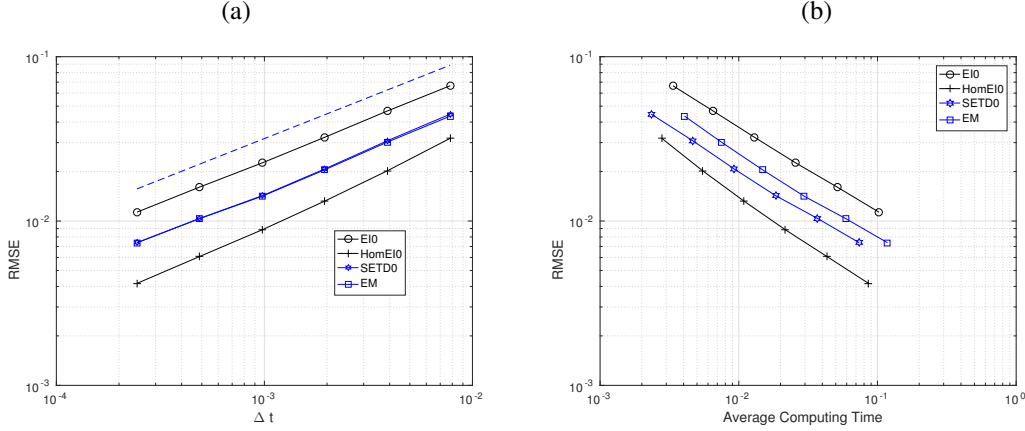 (a)
(b)
10^-1
10^-2
10^-3
10^-4
10^-3
10^-2
RMSE
Δ t
EI0
HomEI0
SETD0
EM
10^-1
10^-2
10^-3
10^-3
10^-2
10^-1
10^0
RMSE
Average Computing Time
EI0
HomEI0
SETD0
EM